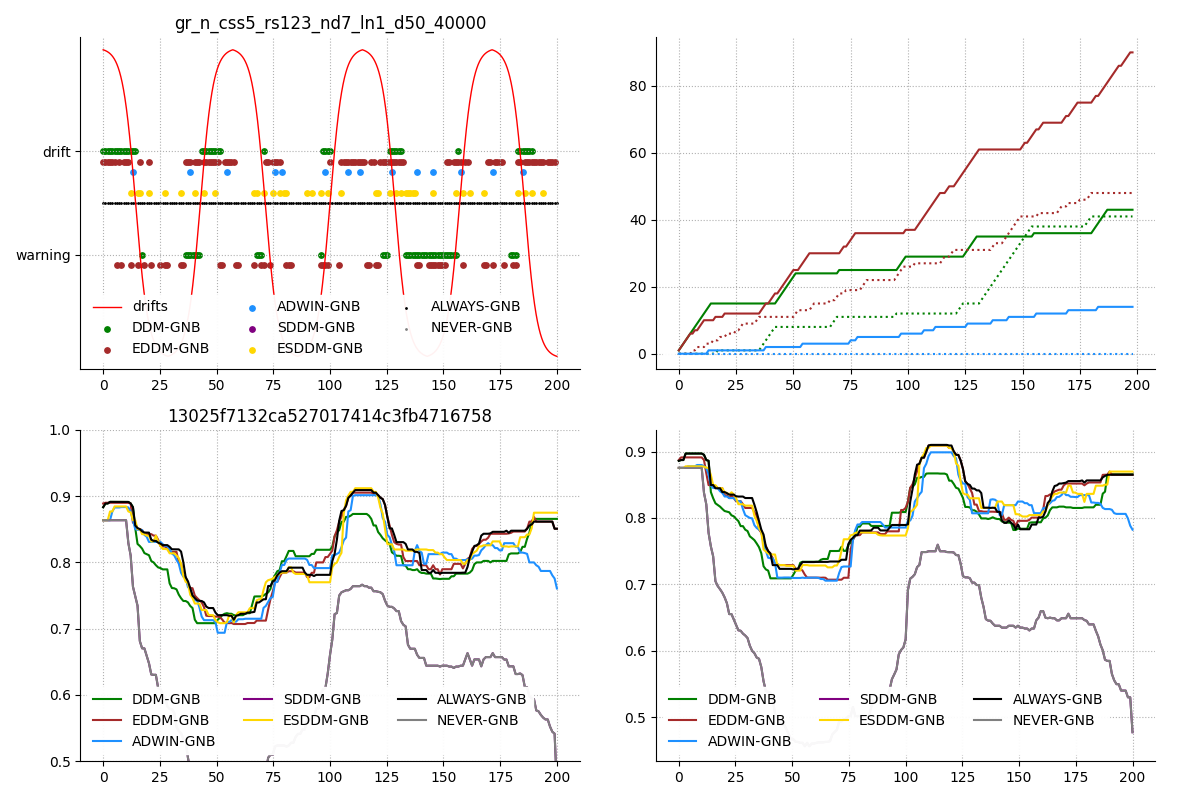 gr_n_css5_rs123_nd7_ln1_d50_40000
drift
warning
drifts
DDM-GNB
EDDM-GNB
ADWIN-GNB
SDDM-GNB
ESDDM-GNB
ALWAYS-GNB
NEVER-GNB
0 25 50 75 100 125 150 175 200
80
60
40
20
0
0 25 50 75 100 125 150 175 200
13025f7132ca527017414c3fb4716758
1.0
0.9
0.8
0.7
0.6
0.5
DDM-GNB
EDDM-GNB
ADWIN-GNB
SDDM-GNB
ESDDM-GNB
ALWAYS-GNB
NEVER-GNB
0 25 50 75 100 125 150 175 200
0.9
0.8
0.7
0.6
0.5
DDM-GNB
EDDM-GNB
ADWIN-GNB
SDDM-GNB
ESDDM-GNB
ALWAYS-GNB
NEVER-GNB
0 25 50 75 100 125 150 175 200